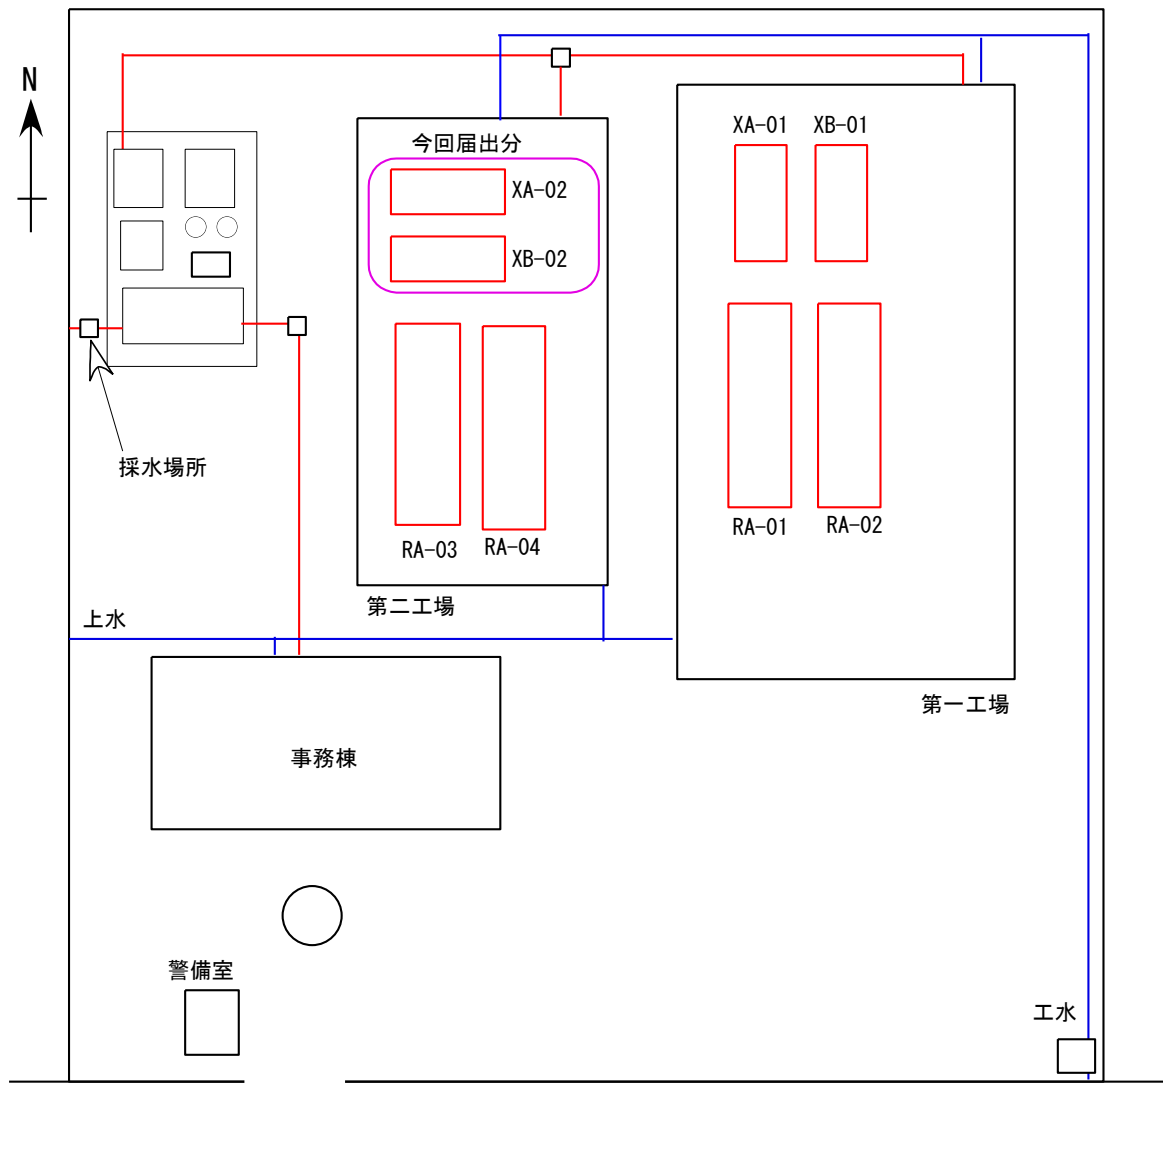 N
今回届出分
XA-01
XB-01
XA-02
XB-02
採水場所
RA-03
RA-04
RA-01
RA-02
第二工場
上水
第一工場
事務棟
警備室
工水